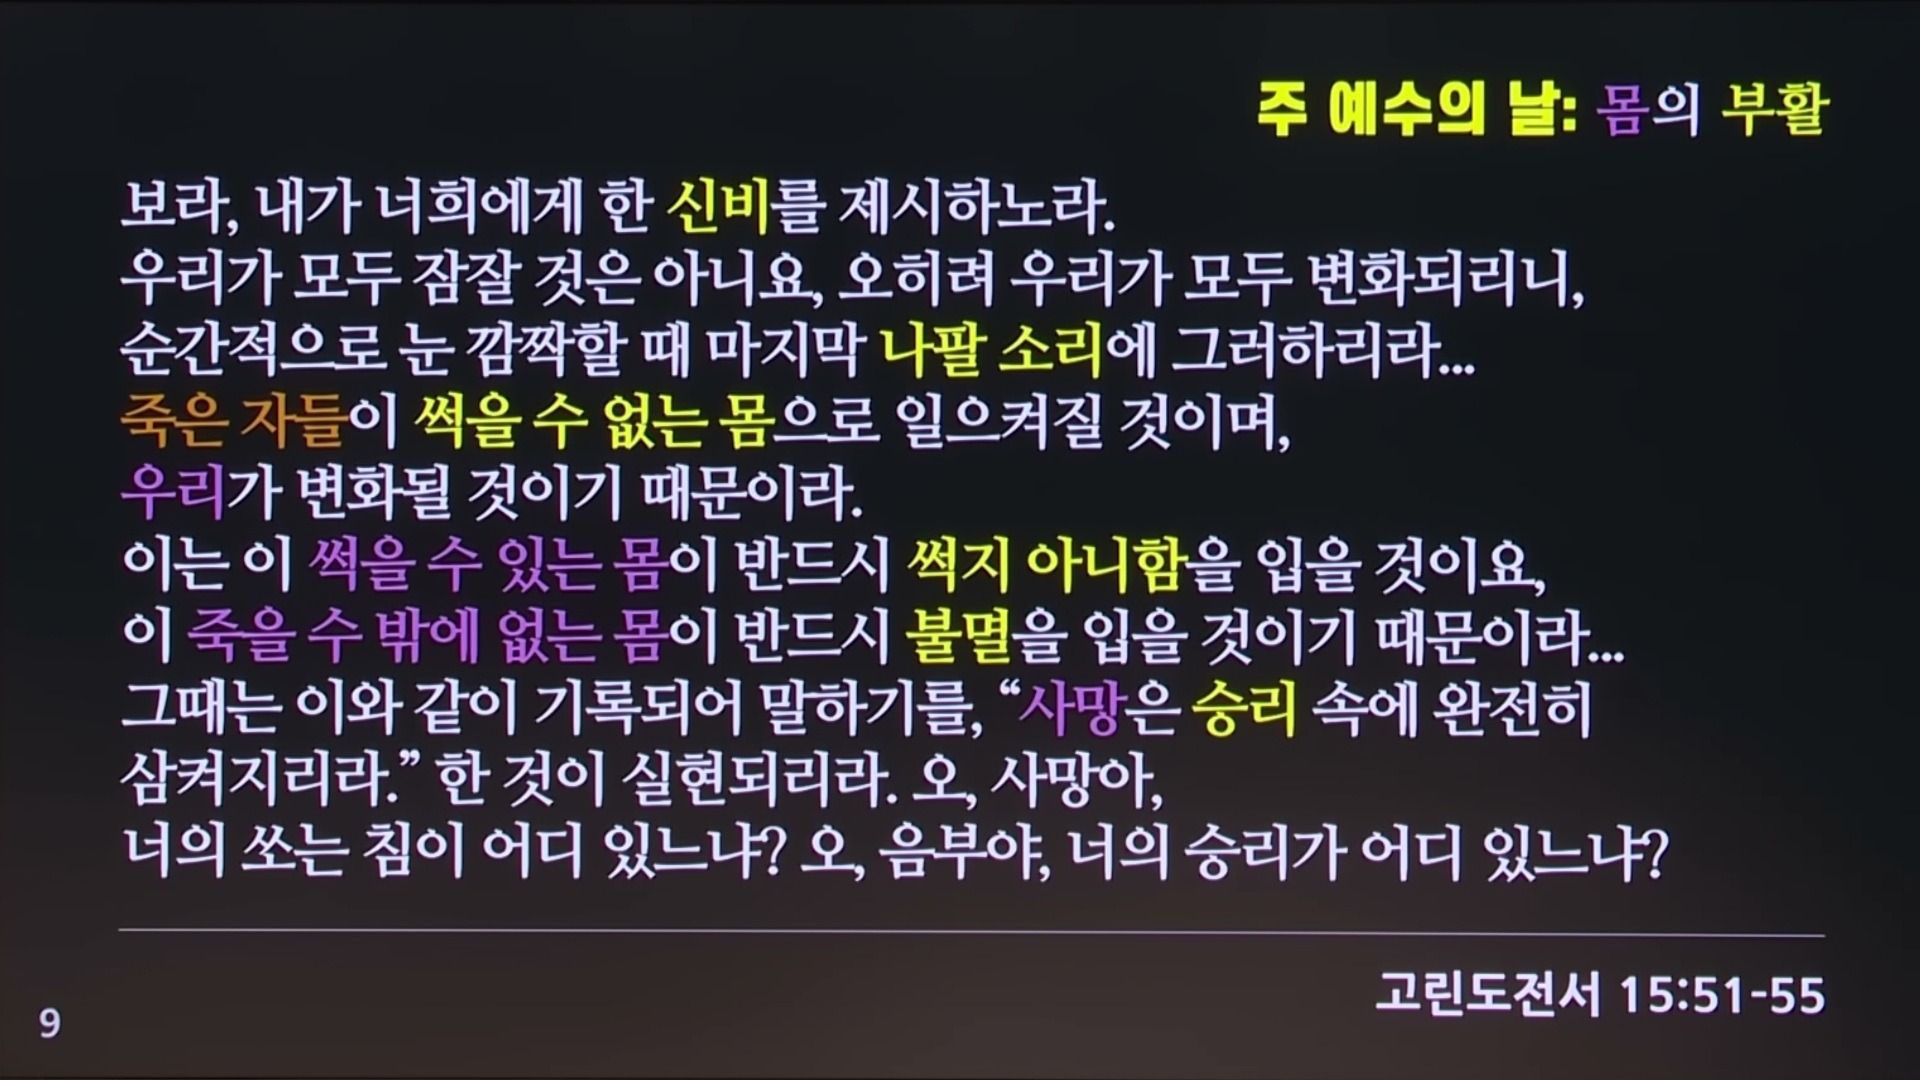 주 예수의 날: 몸의 부활
보라, 내가 너희에게 한 신비를 제시하노라.
우리가 모두 잠잘 것은 아니요, 오히려 우리가 모두 변화되리니,
순간적으로 눈 깜짝할 때 마지막 나팔 소리에 그러하리라...
죽은 자들이 썩을 수 없는 몸으로 일으켜질 것이며,
우리가 변화될 것이기 때문이라.
이는 이 썩을 수 있는 몸이 반드시 썩지 아니함을 입을 것이요,
이 죽을 수 밖에 없는 몸이 반드시 불멸을 입을 것이기 때문이라...
그때는 이와 같이 기록되어 말하기를, “사망은 승리 속에 완전히
삼켜지리라.” 한 것이 실현되리라. 오, 사망아,
너의 쏘는 침이 어디 있느냐? 오, 음부야, 너의 승리가 어디 있느냐?
고린도전서 15:51-55
9